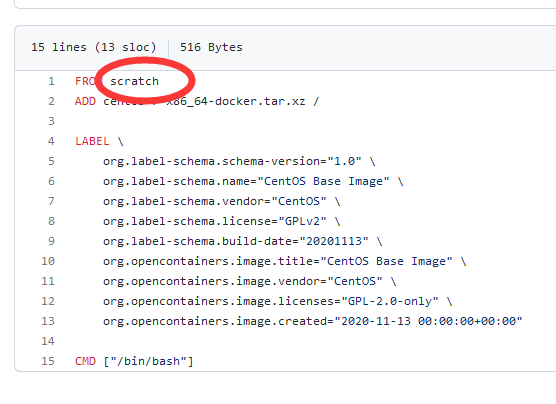 15 lines (13 sloc) 516 Bytes
1 FROM scratch
2 ADD x86_64-docker.tar.xz /
3
4 LABEL \
5 org.label-schema.schema-version="1.0" \
6 org.label-schema.name="CentOS Base Image" \
7 org.label-schema.vendor="CentOS" \
8 org.label-schema.license="GPLv2" \
9 org.label-schema.build-date="20201113" \
10 org.opencontainers.image.title="CentOS Base Image" \
11 org.opencontainers.image.vendor="CentOS" \
12 org.opencontainers.image.licenses="GPL-2.0-only" \
13 org.opencontainers.image.created="2020-11-13 00:00:00+00:00"
14
15 CMD ["/bin/bash"]